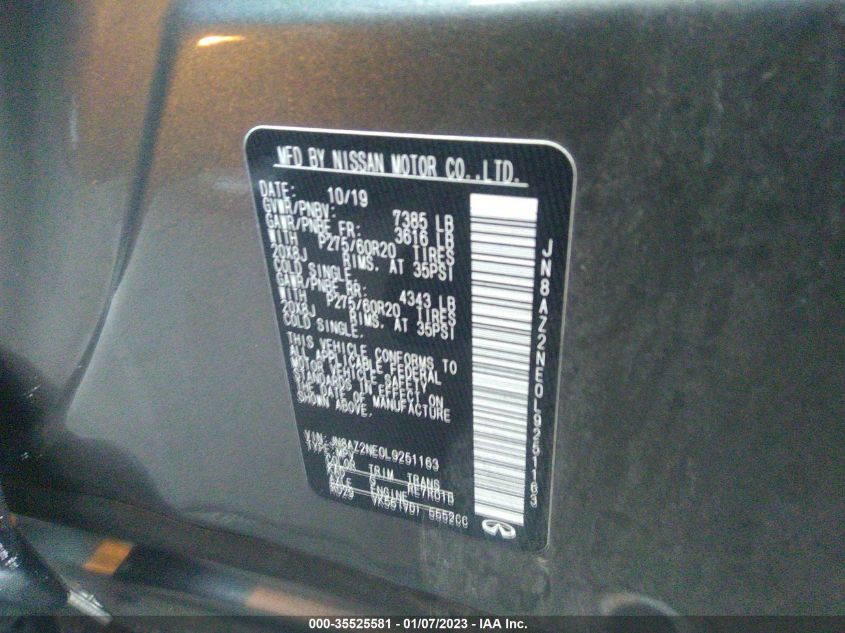 MFD BY NISSAN MOTOR CO.,LTD.
DATE: 10/19
GVWR/PNBV: 7385 LB
GAWR/PNBE FR: 3616 LB
WITH P275/60R20 TIRES
20X8J RIMS. AT 35PSI
COLD SINGLE.
GAWR/PNBE RR: 4343 LB
WITH P275/60R20 TIRES
20X8J RIMS. AT 35PSI
COLD SINGLE.
THIS VEHICLE CONFORMS TO
ALL APPLICABLE FEDERAL
MOTOR VEHICLE SAFETY
STANDARDS IN EFFECT ON
THE DATE OF MANUFACTURE
SHOWN ABOVE.
VIN:JN8AZ2NE0L9251163
TYPE:MPV
COLOR TRIM TRANS
KAD G RE7R01B
AXLE ENGINE
R029 VK56(VD) 5552CC
JN8AZ2NE0L9251163
000-35525581 - 01/07/2023 - IAA Inc.